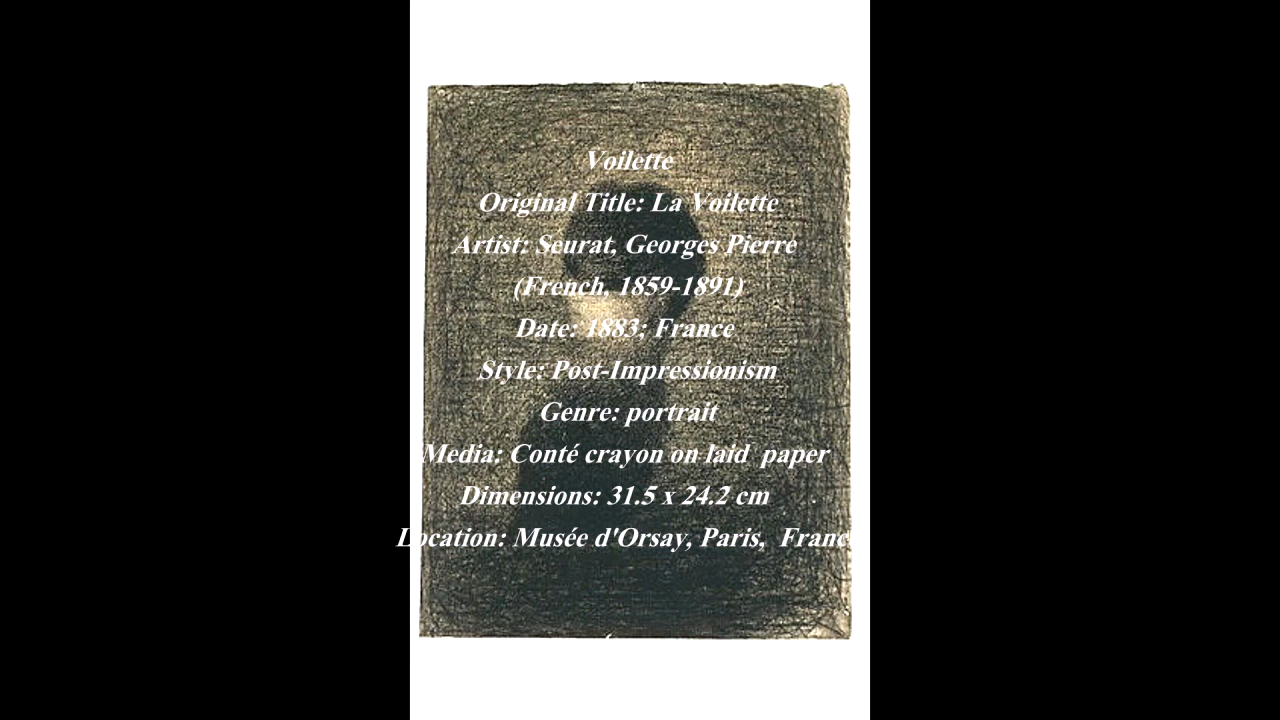 Voilette
Original Title: La Voilette
Artist: Seurat, Georges Pierre
(French, 1859-1891)
Date: 1883; France
Style: Post-Impressionism
Genre: portrait
Media: Conté crayon on laid  paper
Dimensions: 31.5 x 24.2 cm
Location: Musée d'Orsay, Paris,  Franc